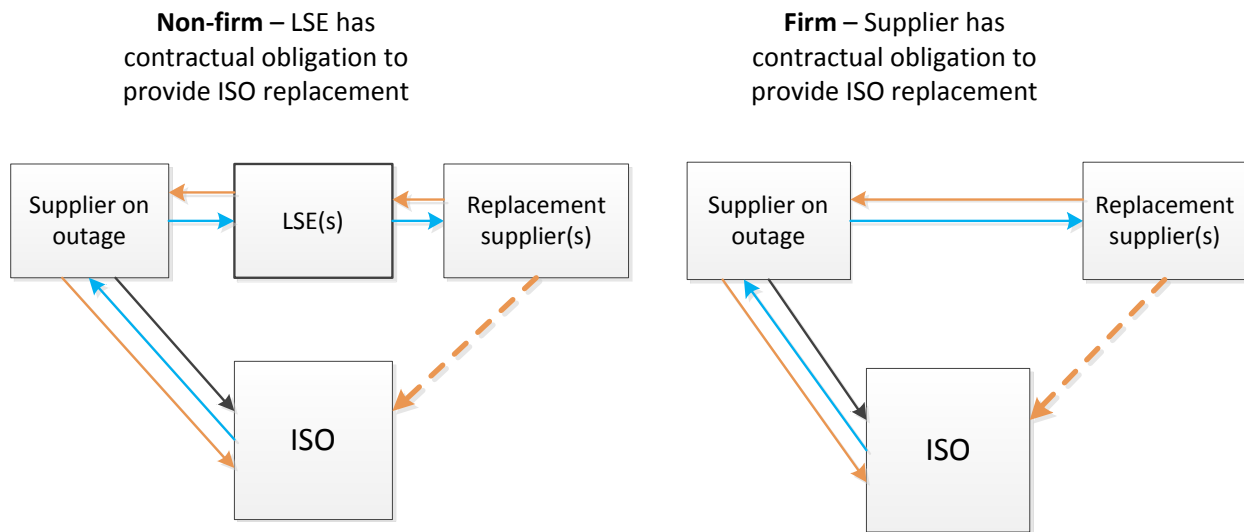 Non-firm – LSE has
contractual obligation to
provide ISO replacement
Supplier on
outage
LSE(s)
Replacement
supplier(s)
ISO
Firm – Supplier has
contractual obligation to
provide ISO replacement
Supplier on
outage
Replacement
supplier(s)
ISO